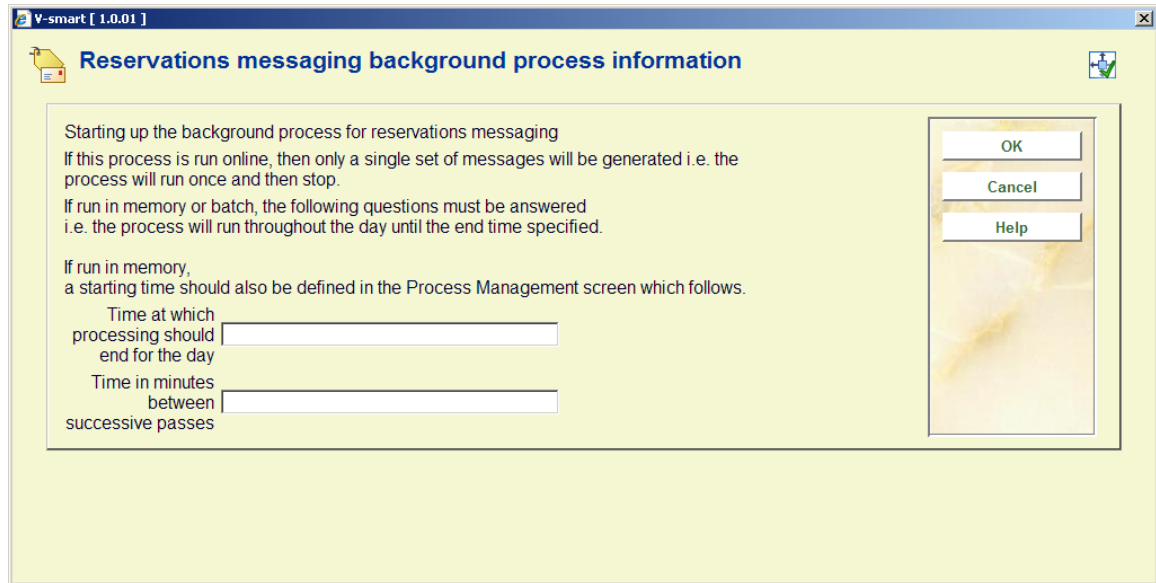 V-smart [ 1.0.01 ]
Reservations messaging background process information
Starting up the background process for reservations messaging
If this process is run online, then only a single set of messages will be generated i.e. the
process will run once and then stop.
If run in memory or batch, the following questions must be answered
i.e. the process will run throughout the day until the end time specified.
If run in memory,
a starting time should also be defined in the Process Management screen which follows.
Time at which
processing should
end for the day
Time in minutes
between
successive passes
OK
Cancel
Help